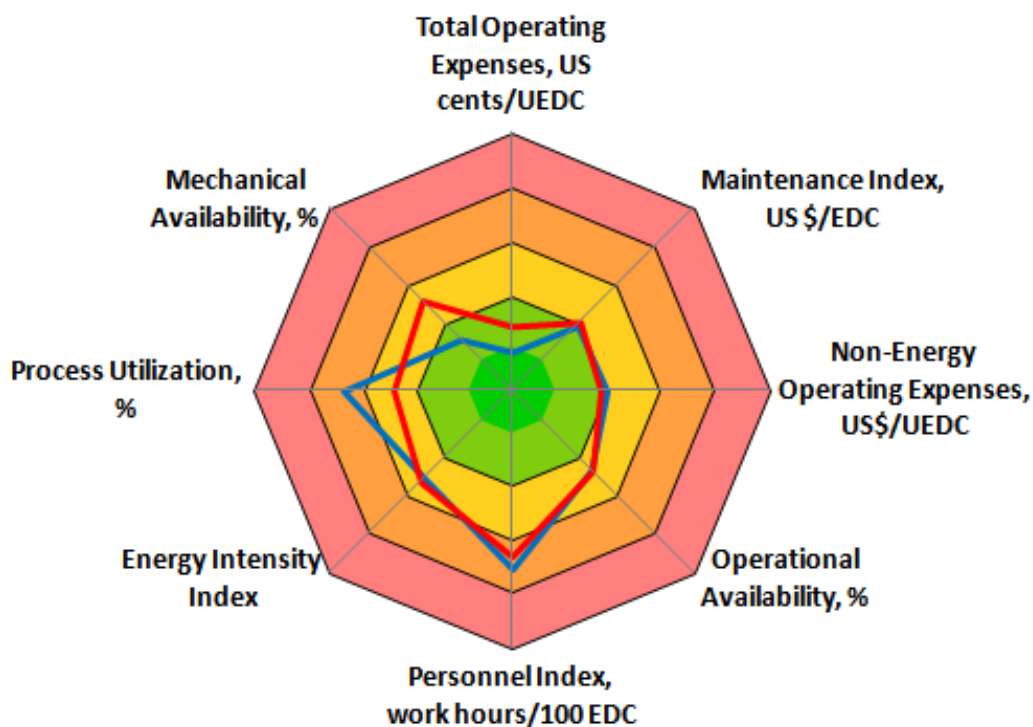 Total Operating
Expenses, US
cents/UEDC
Mechanical
Availability, %
Maintenance Index,
US $/EDC
Process Utilization,
%
Non-Energy
Operating Expenses,
US$/UEDC
Energy Intensity
Index
Operational
Availability, %
Personnel Index,
work hours/100 EDC